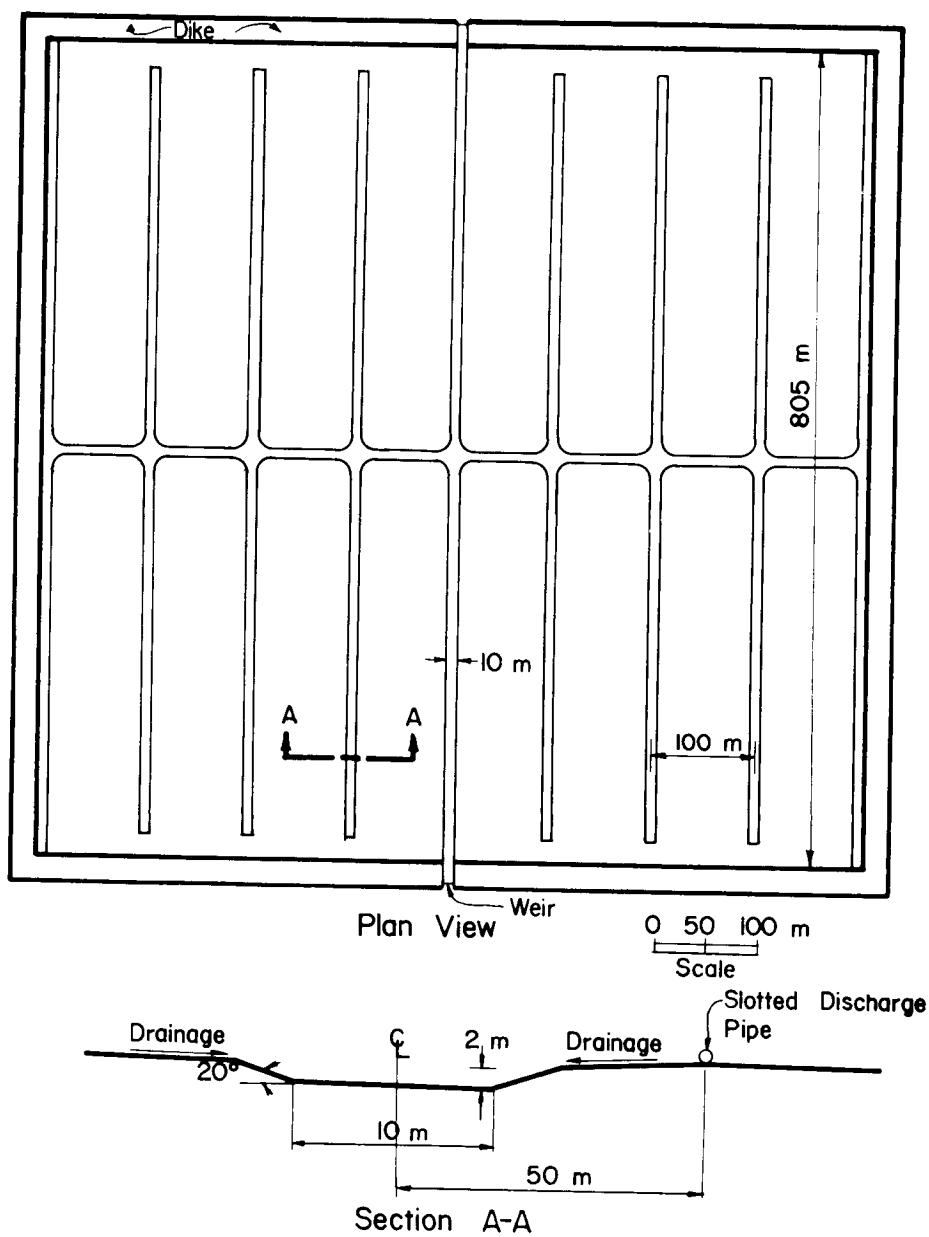 Dike
805 m
10 m
A A
100 m
Weir
Plan View
0 50 100 m
Scale
Slotted Discharge
Pipe
Drainage
℄
2 m
Drainage
20°
10 m
50 m
Section A-A